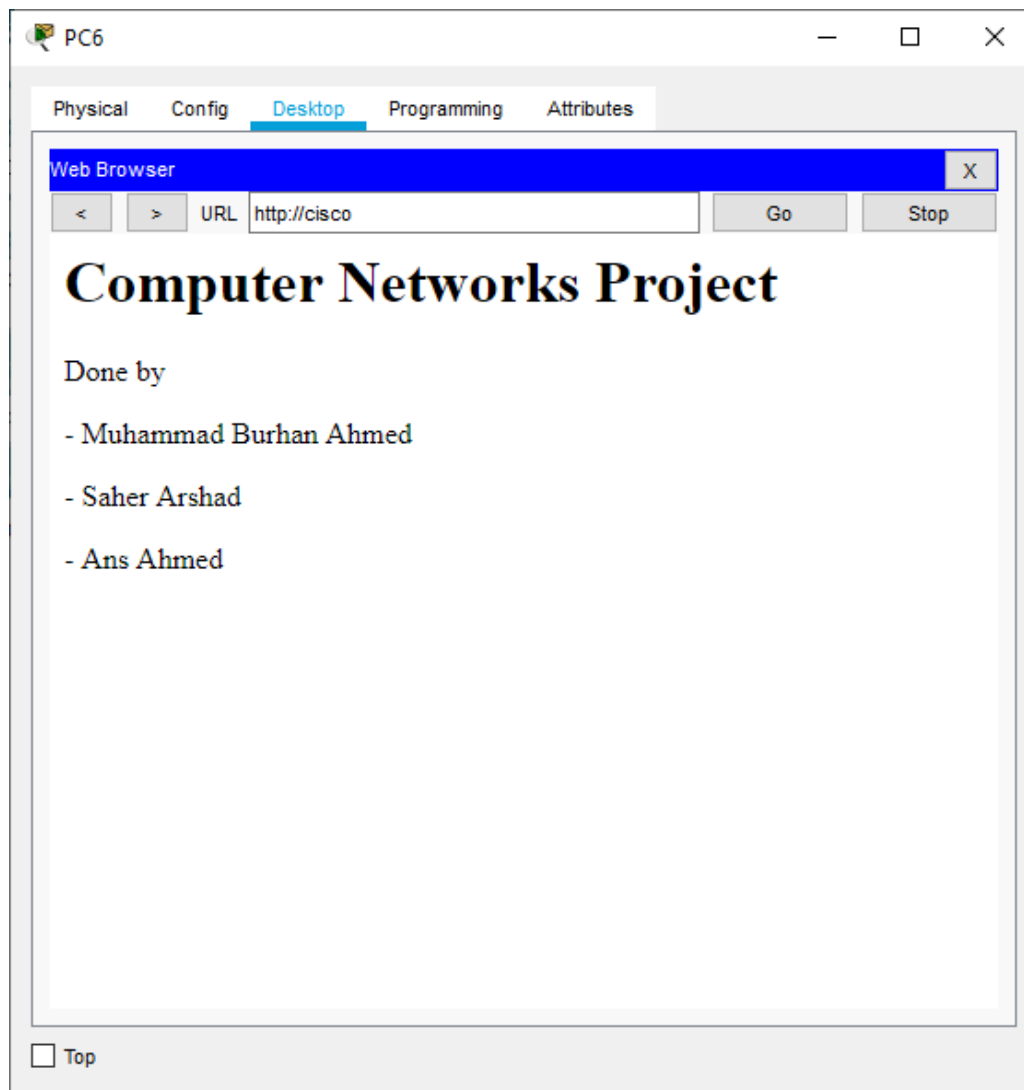 PC6
Physical Config Desktop Programming Attributes
Web Browser X
< > URL http://cisco Go Stop
Computer Networks Project
Done by
- Muhammad Burhan Ahmed
- Saher Arshad
- Ans Ahmed
Top